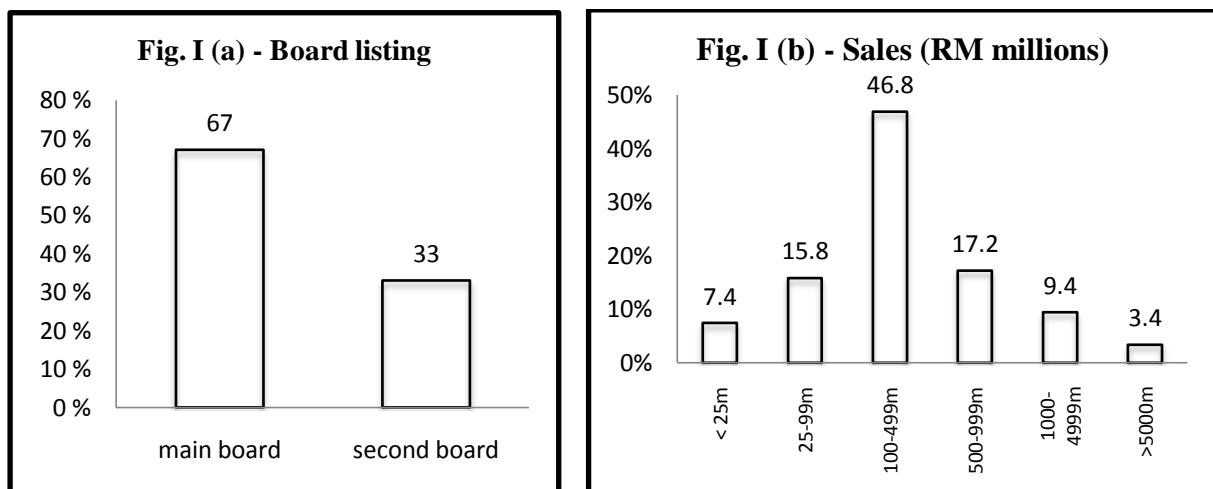 Fig. I (a) - Board listing
80 %
70 %
60 %
50 %
40 %
30 %
20 %
10 %
0 %
67
33
main board
second board
Fig. I (b) - Sales (RM millions)
50%
40%
30%
20%
10%
0%
7.4
15.8
46.8
17.2
9.4
3.4
< 25m
25-99m
100-499m
500-999m
1000-
4999m
>5000m